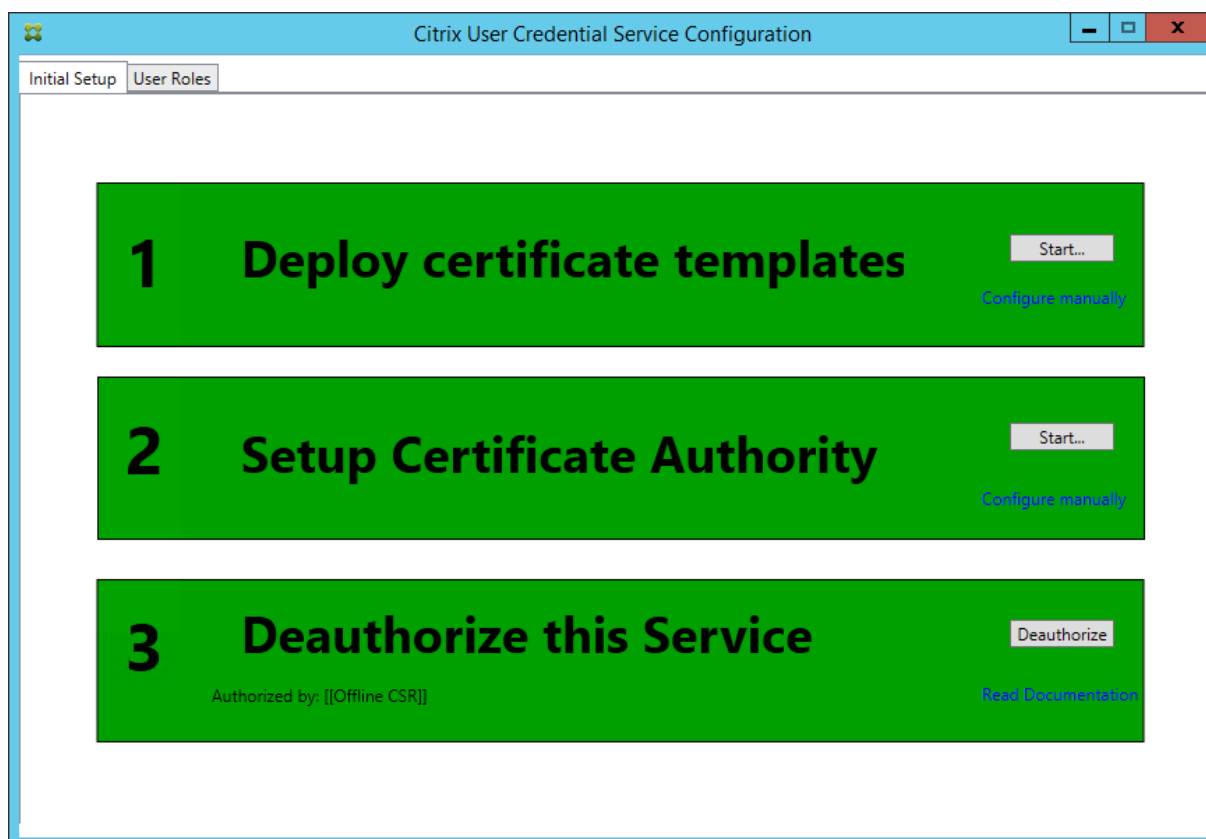 Citrix User Credential Service Configuration
Initial Setup
User Roles
1
Deploy certificate templates
Start...
Configure manually
2
Setup Certificate Authority
Start...
Configure manually
3
Deauthorize this Service
Deauthorize
Authorized by: [[Offline CSR]]
Read Documentation